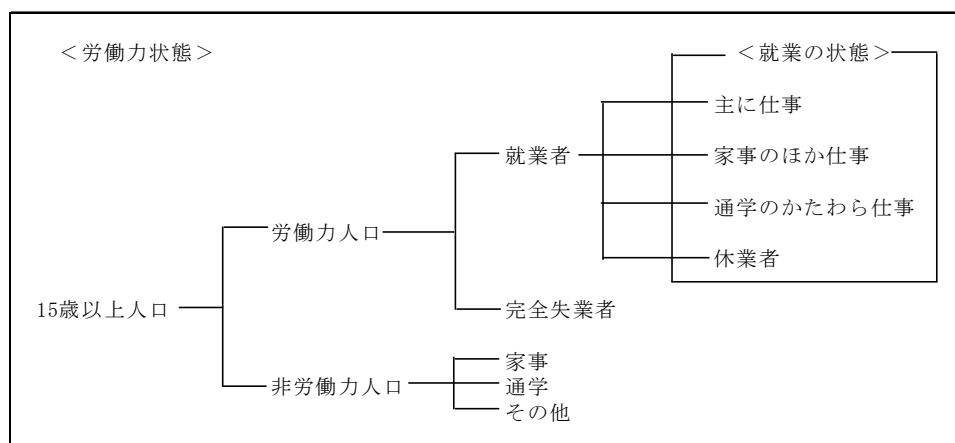 ＜労働力状態＞
＜就業の状態＞
主に仕事
就業者
家事のほか仕事
通学のかたわら仕事
労働力人口
休業者
15歳以上人口
完全失業者
家事
非労働力人口
通学
その他